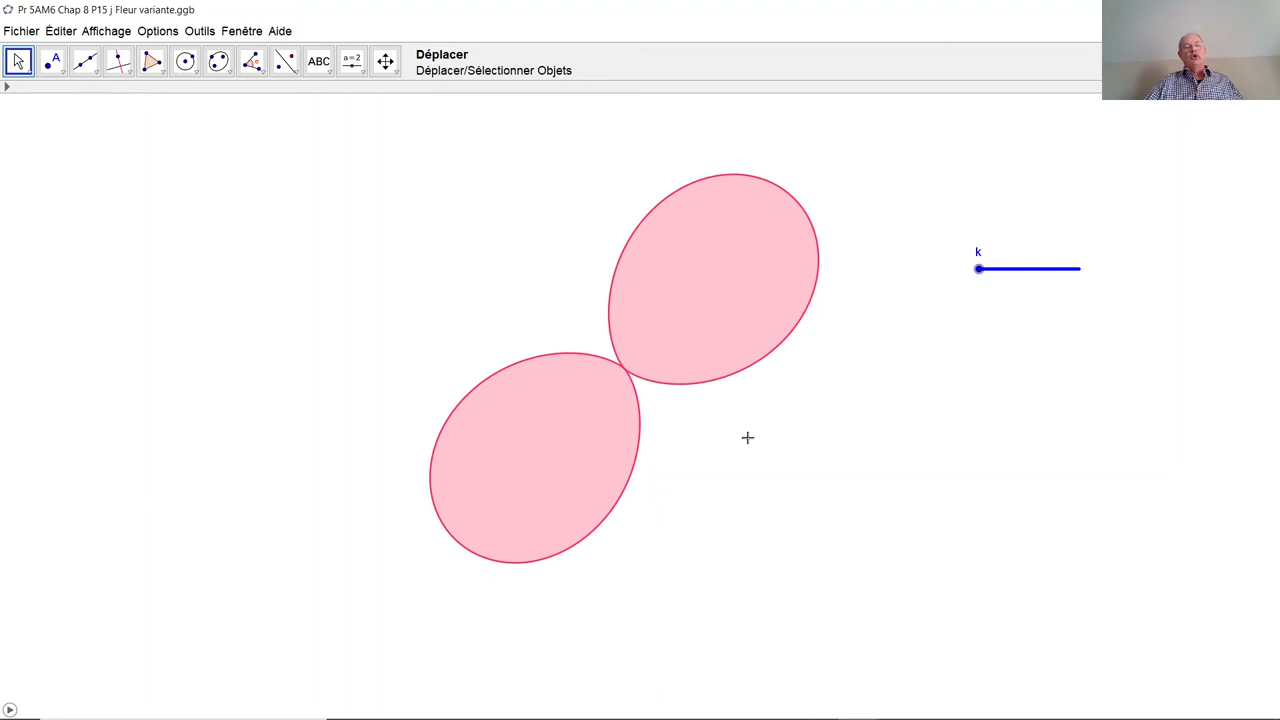 Pr 5AM6 Chap 8 P15 j Fleur variante.ggb
Fichier Éditer Affichage Options Outils Fenêtre Aide
A
ABC
a=2
Déplacer
Déplacer/Sélectionner Objets
k